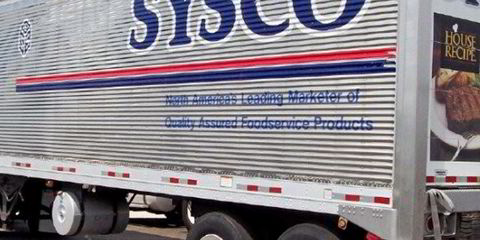 SYSCO
North America's Leading Marketer of
Quality Assured Foodservice Products
HOUSE
RECIPE